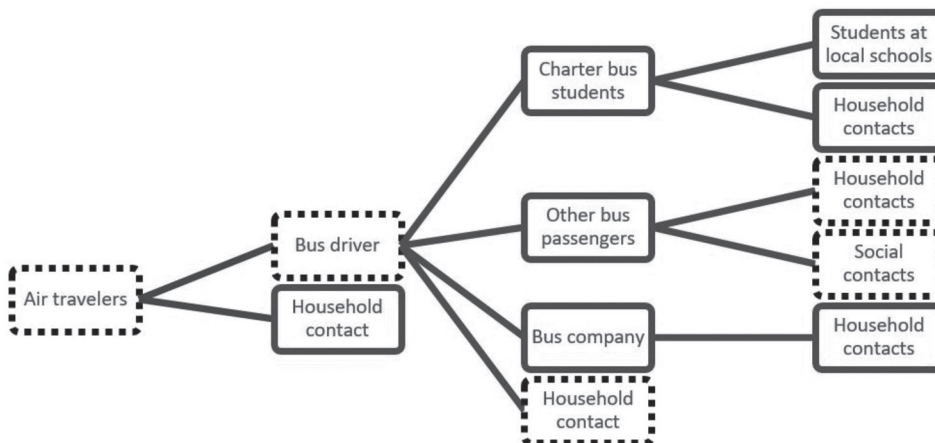 Air travelers
Bus driver
Household
contact
Charter bus
students
Other bus
passengers
Bus company
Household
contact
Students at
local schools
Household
contacts
Household
contacts
Social
contacts
Household
contacts